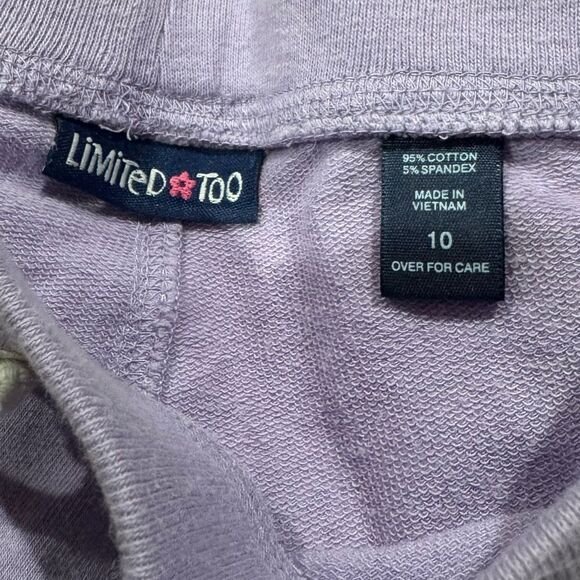 LiMiTeD TOO
95% COTTON
5% SPANDEX
MADE IN
VIETNAM
10
OVER FOR CARE